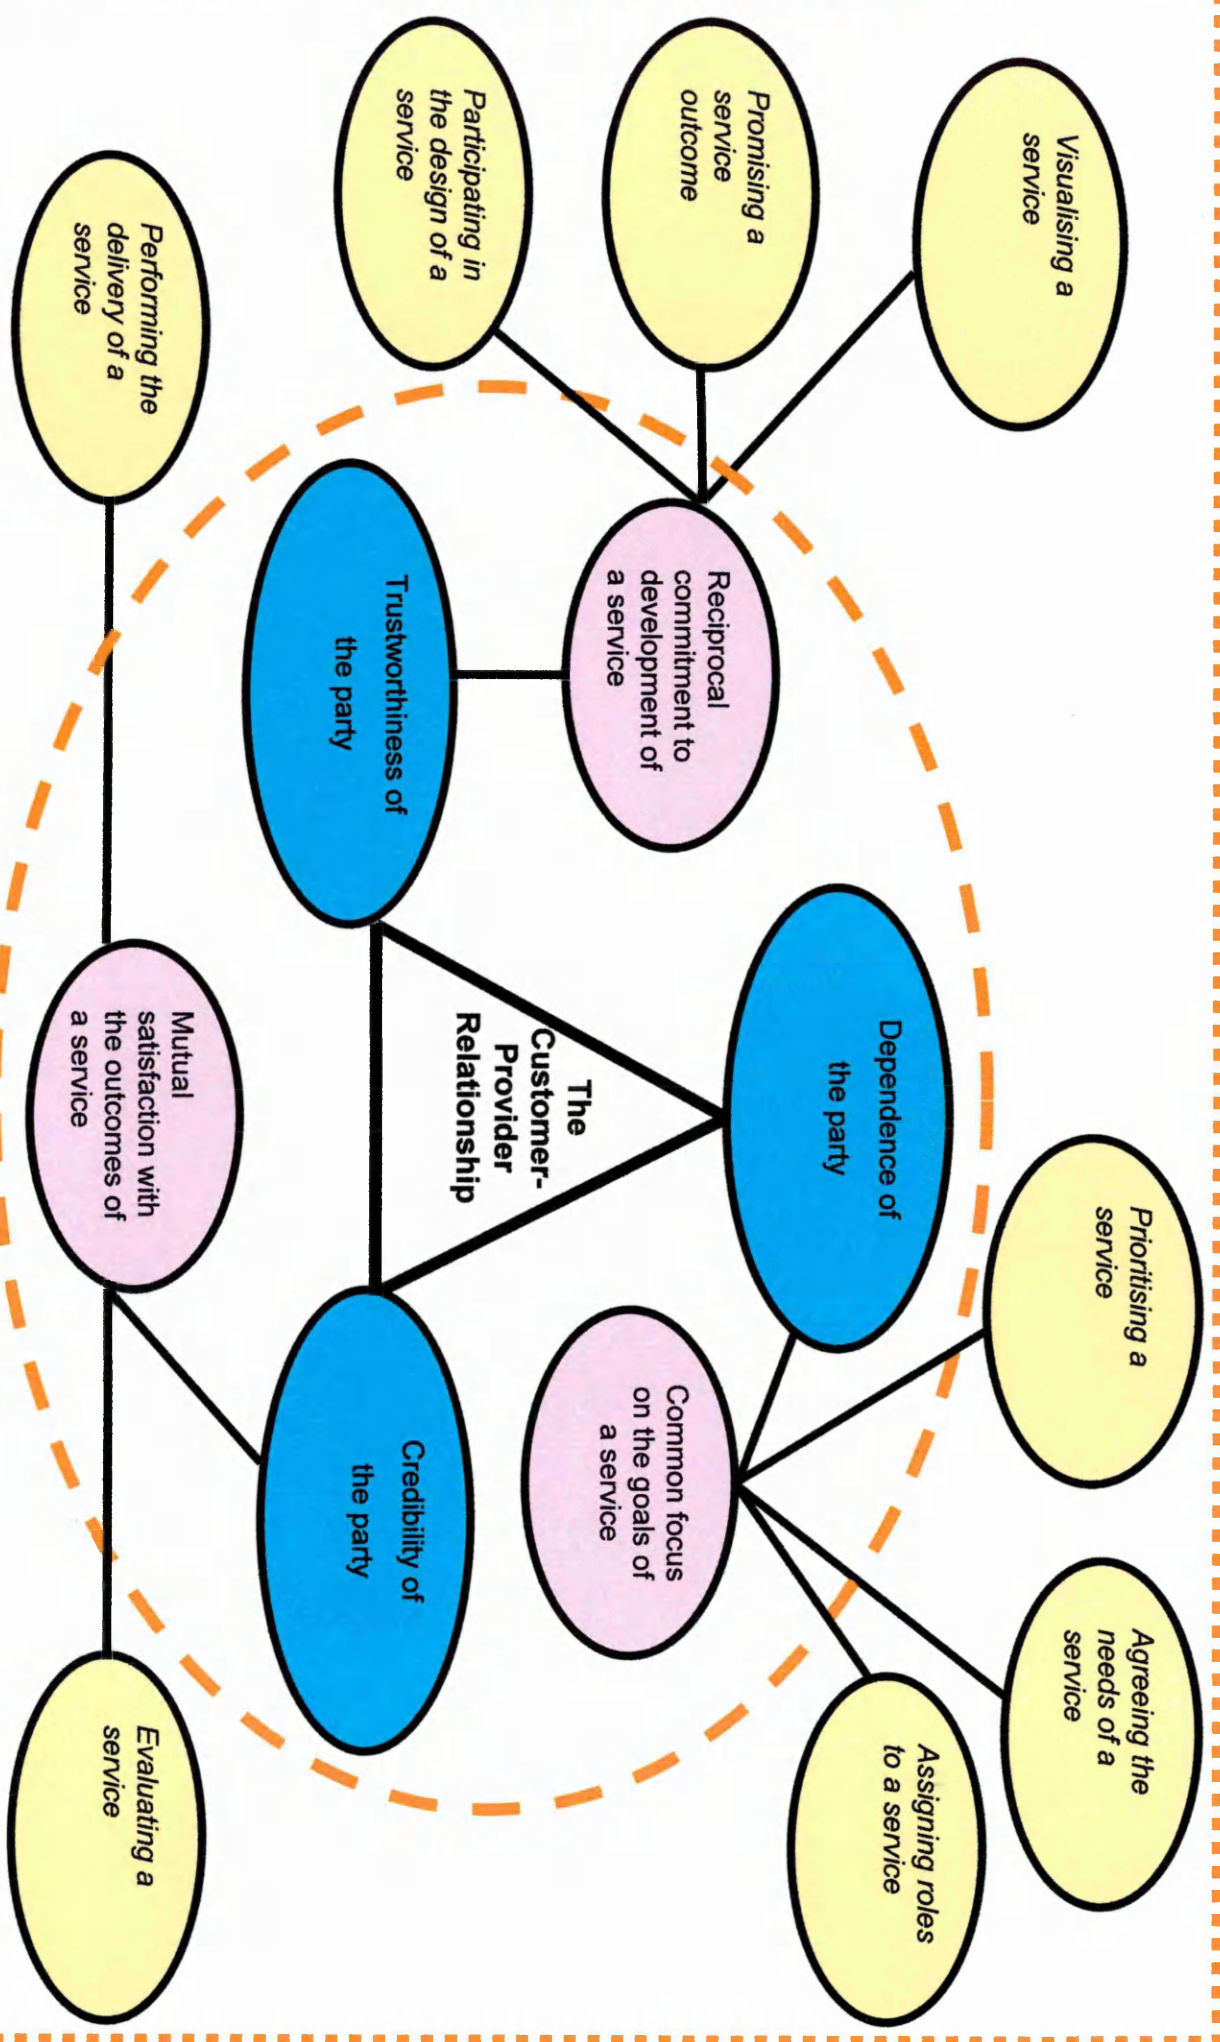 Visualising a
service
Prioritising a
service
Agreeing the
needs of a
service
Assigning roles
to a service
Dependence of
the party
Promising a
service
outcome
Reciprocal
commitment to
development of
a service
Common focus
on the goals of
a service
The
Customer-
Provider
Relationship
Participating in
the design of a
service
Trustworthiness of
the party
Credibility of
the party
Performing the
delivery of a
service
Mutual
satisfaction with
the outcomes of
a service
Evaluating a
service